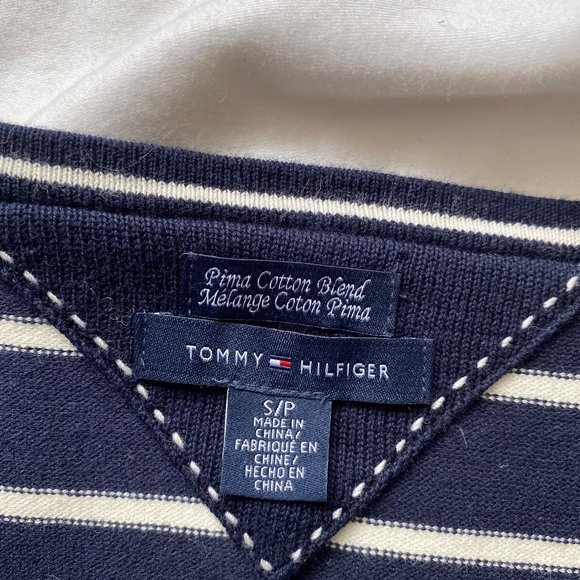 Pima Cotton Blend
Mélange Coton Pima
TOMMY HILFIGER
S/P
MADE IN
CHINA/
FABRIQUÉ EN
CHINE/
HECHO EN
CHINA